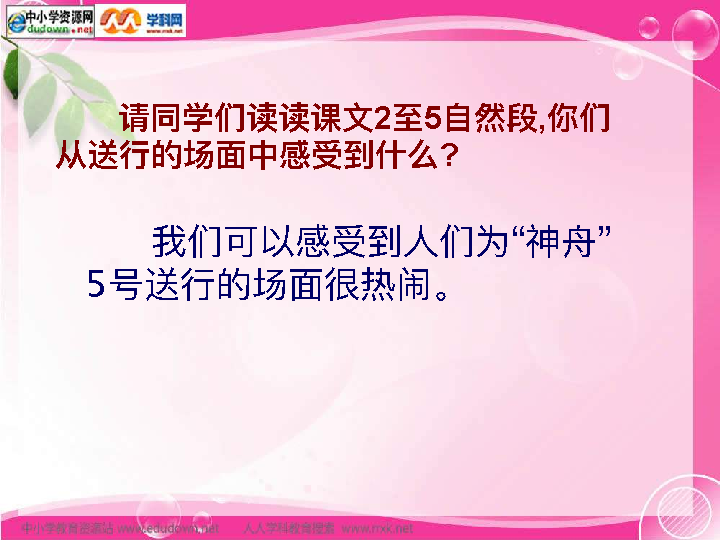 中小学资源网
dudown.net
学科网
www.nxk.net
请同学们读读课文2至5自然段,你们
从送行的场面中感受到什么?
我们可以感受到人们为“神舟”
5号送行的场面很热闹。
中小学教育资源站 www.edudown.net 人人学科教育搜索 www.rrxk.net